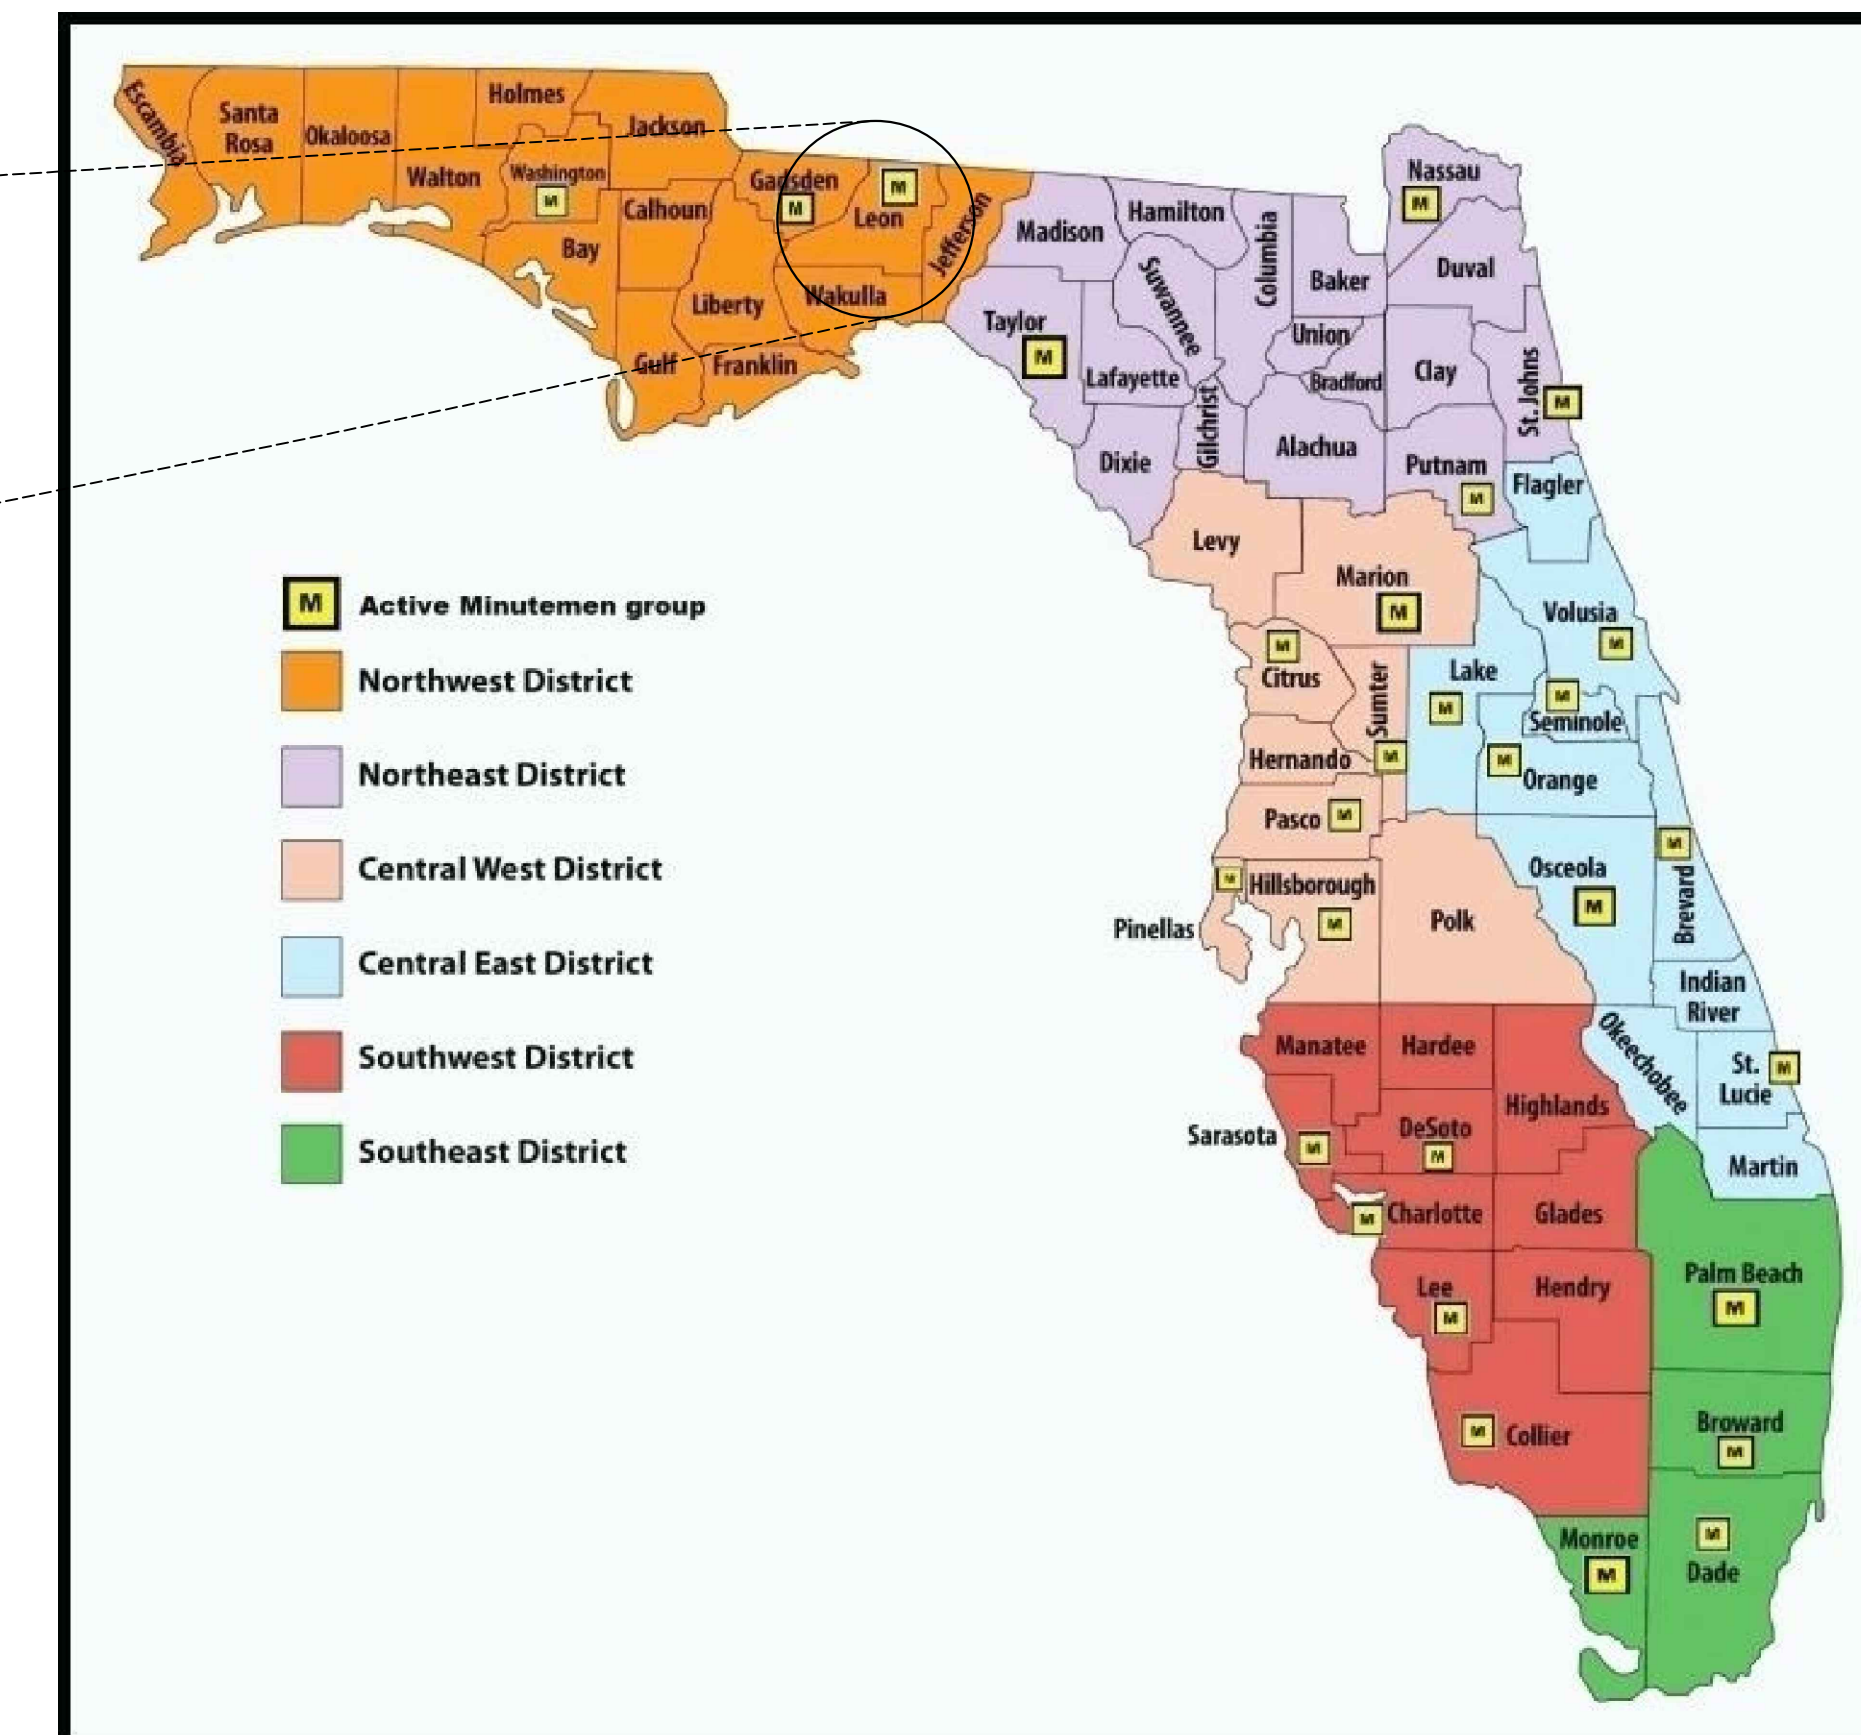 Escambia
Santa
Rosa
Okaloosa
Walton
Holmes
Washington
M
Jackson
Bay
Calhoun
Gulf
Liberty
Franklin
Gadsden
M
M
Leon
Wakulla
Jefferson
Madison
Taylor
M
Hamilton
Suwannee
Lafayette
Dixie
Columbia
Gilchrist
Baker
Union
Bradford
Alachua
Nassau
M
Duval
Clay
St. Johns
M
Putnam
M
Flagler
Levy
Marion
M
Citrus
M
Sumter
M
Hernando
Pasco
M
M
Pinellas
Hillsborough
M
Polk
Volusia
M
Lake
M
M
Seminole
M
Orange
Osceola
M
M
Brevard
Indian
River
Okeechobee
St.
Lucie
M
Martin
Manatee
Hardee
Highlands
Sarasota
M
DeSoto
M
M
Charlotte
Glades
Lee
M
Hendry
M
Collier
Palm Beach
M
Broward
M
Monroe
M
M
Dade
M Active Minutemen group
Northwest District
Northeast District
Central West District
Central East District
Southwest District
Southeast District